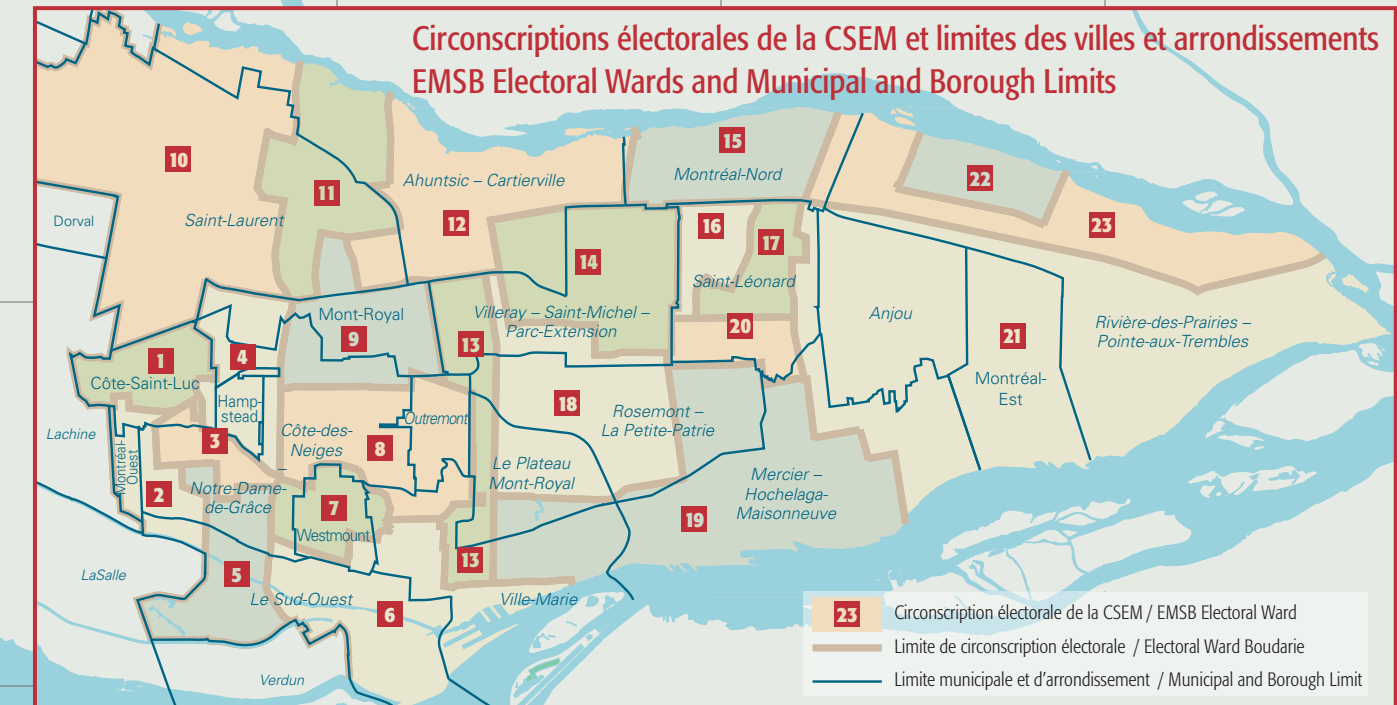 Circonscriptions électorales de la CSEM et limites des villes et arrondissements
EMSB Electoral Wards and Municipal and Borough Limits
10
11
15
22
Montréal-Nord
Ahuntsic – Cartierville
Dorval
Saint-Laurent
12
16
17
23
14
Saint-Léonard
Mont-Royal
9
Villeray – Saint-Michel –
Parc-Extension
13
20
Anjou
21
Rivière-des-Prairies –
Pointe-aux-Trembles
1
4
Côte-Saint-Luc
Montréal-
Est
Hamp-
stead
18
Rosemont –
La Petite-Patrie
Outremont
Lachine
3
Côte-des-
Neiges
–
Notre-Dame-
de-Grâce
8
Montréal-
Ouest
2
Le Plateau
Mont-Royal
Mercier –
Hochelaga-
Maisonneuve
7
Westmount
19
13
5
LaSalle
Le Sud-Ouest
6
Ville-Marie
Verdun
23 Circonscription électorale de la CSEM / EMSB Electoral Ward
Limite de circonscription électorale / Electoral Ward Boudarie
Limite municipale et d'arrondissement / Municipal and Borough Limit